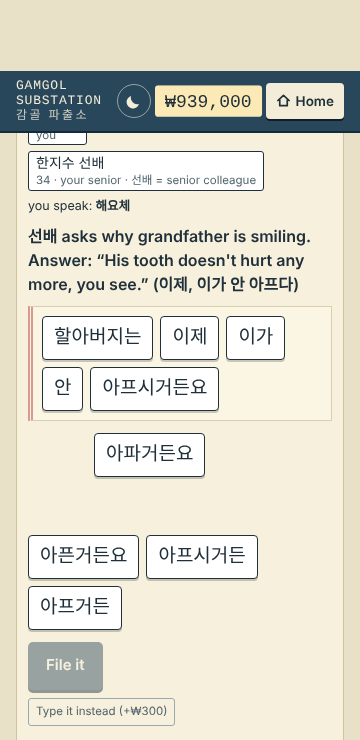 GAMGOL
SUBSTATION
감골 파출소
₩939,000
Home
you
한지수 선배
34 · your senior · 선배 = senior colleague
you speak: 해요체
선배 asks why grandfather is smiling.
Answer: “His tooth doesn't hurt any
more, you see.” (이제, 이가 안 아프다)
할아버지는 이제 이가
안 아프시거든요
아파거든요
아픈거든요 아프시거든
아프거든
File it
Type it instead (+₩300)